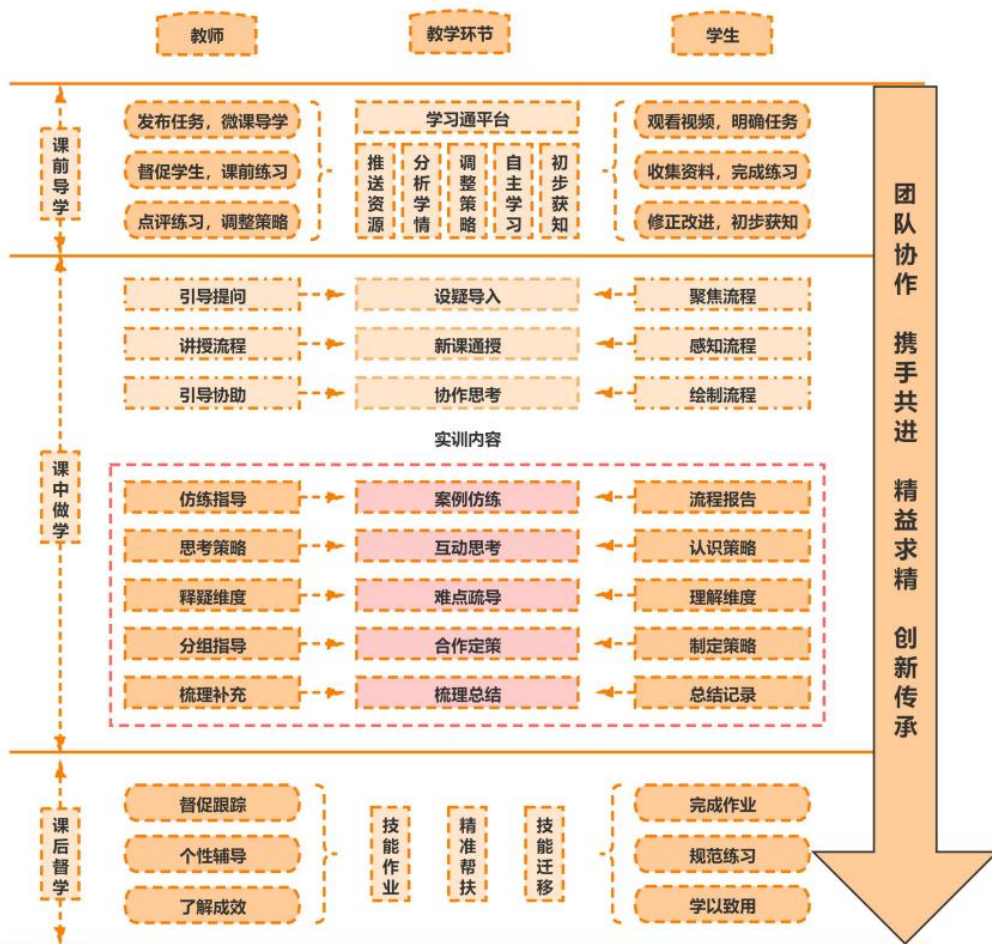 教师
教学环节
学生
课前导学
发布任务，微课导学
督促学生，课前练习
点评练习，调整策略
学习通平台
推送资源
分析学情
调整策略
自主学习
初步获知
观看视频，明确任务
收集资料，完成练习
修正改进，初步获知
课中做学
引导提问
设疑导入
聚焦流程
讲授流程
新课通授
感知流程
引导协助
协作思考
绘制流程
实训内容
仿练指导
案例仿练
流程报告
思考策略
互动思考
认识策略
释疑维度
难点疏导
理解维度
分组指导
合作定策
制定策略
梳理补充
梳理总结
总结记录
课后督学
督促跟踪
个性辅导
了解成效
技能作业
精准帮扶
技能迁移
完成作业
规范练习
学以致用
团队协作 携手共进 精益求精 创新传承